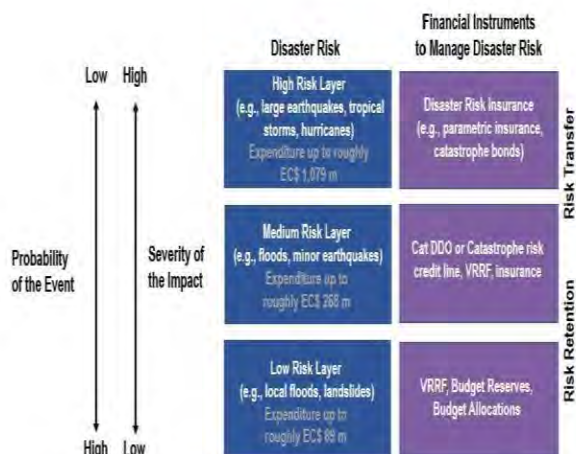 Financial Instruments
to Manage Disaster Risk
Disaster Risk
Low High
High Risk Layer
(e.g., large earthquakes, tropical
storms, hurricanes)
Expenditure up to roughly
EC$ 1,079 m
Disaster Risk insurance
(e.g., parametric insurance,
catastrophe bonds)
Risk Transfer
Probability
of the Event
Severity of
the Impact
Medium Risk Layer
(e.g., floods, minor earthquakes)
Expenditure up to
roughly EC$ 268 m
Cat DDO or Catastrophe risk
credit line, VRRF, insurance
Risk Retention
Low Risk Layer
(e.g., local floods, landslides)
Expenditure up to
roughly EC$ 89 m
VRRF, Budget Reserves,
Budget Allocations
High Low